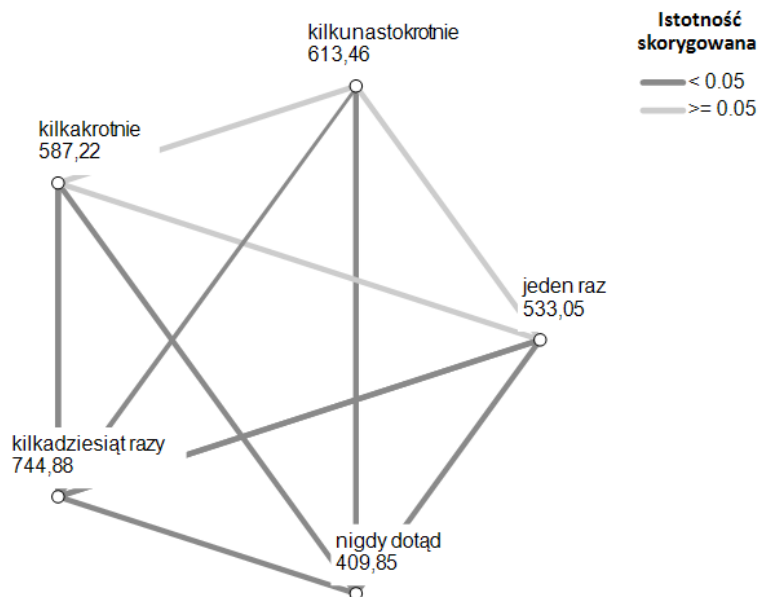 kilkunastokrotnie
613,46
Istotność
skorygowana
< 0.05
>= 0.05
kilkakrotnie
587,22
jeden raz
533,05
kilkadziesiąt razy
744,88
nigdy dotąd
409,85